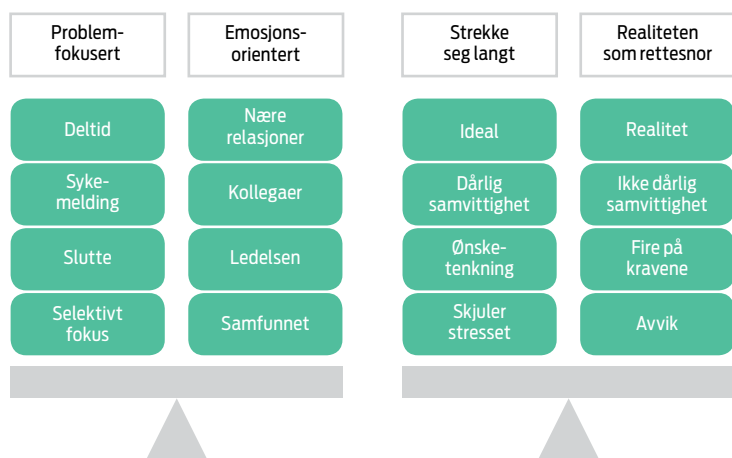 Problem-
fokusert
Emosjons-
orientert
Strekke
seg langt
Realiteten
som rettesnor
Deltid
Nære
relasjoner
Ideal
Realitet
Syke-
melding
Kollegaer
Dårlig
samvittighet
Ikke dårlig
samvittighet
Slutte
Ledelsen
Ønske-
tenkning
Fire på
kravene
Selektivt
fokus
Samfunnet
Skjuler
stresset
Avvik